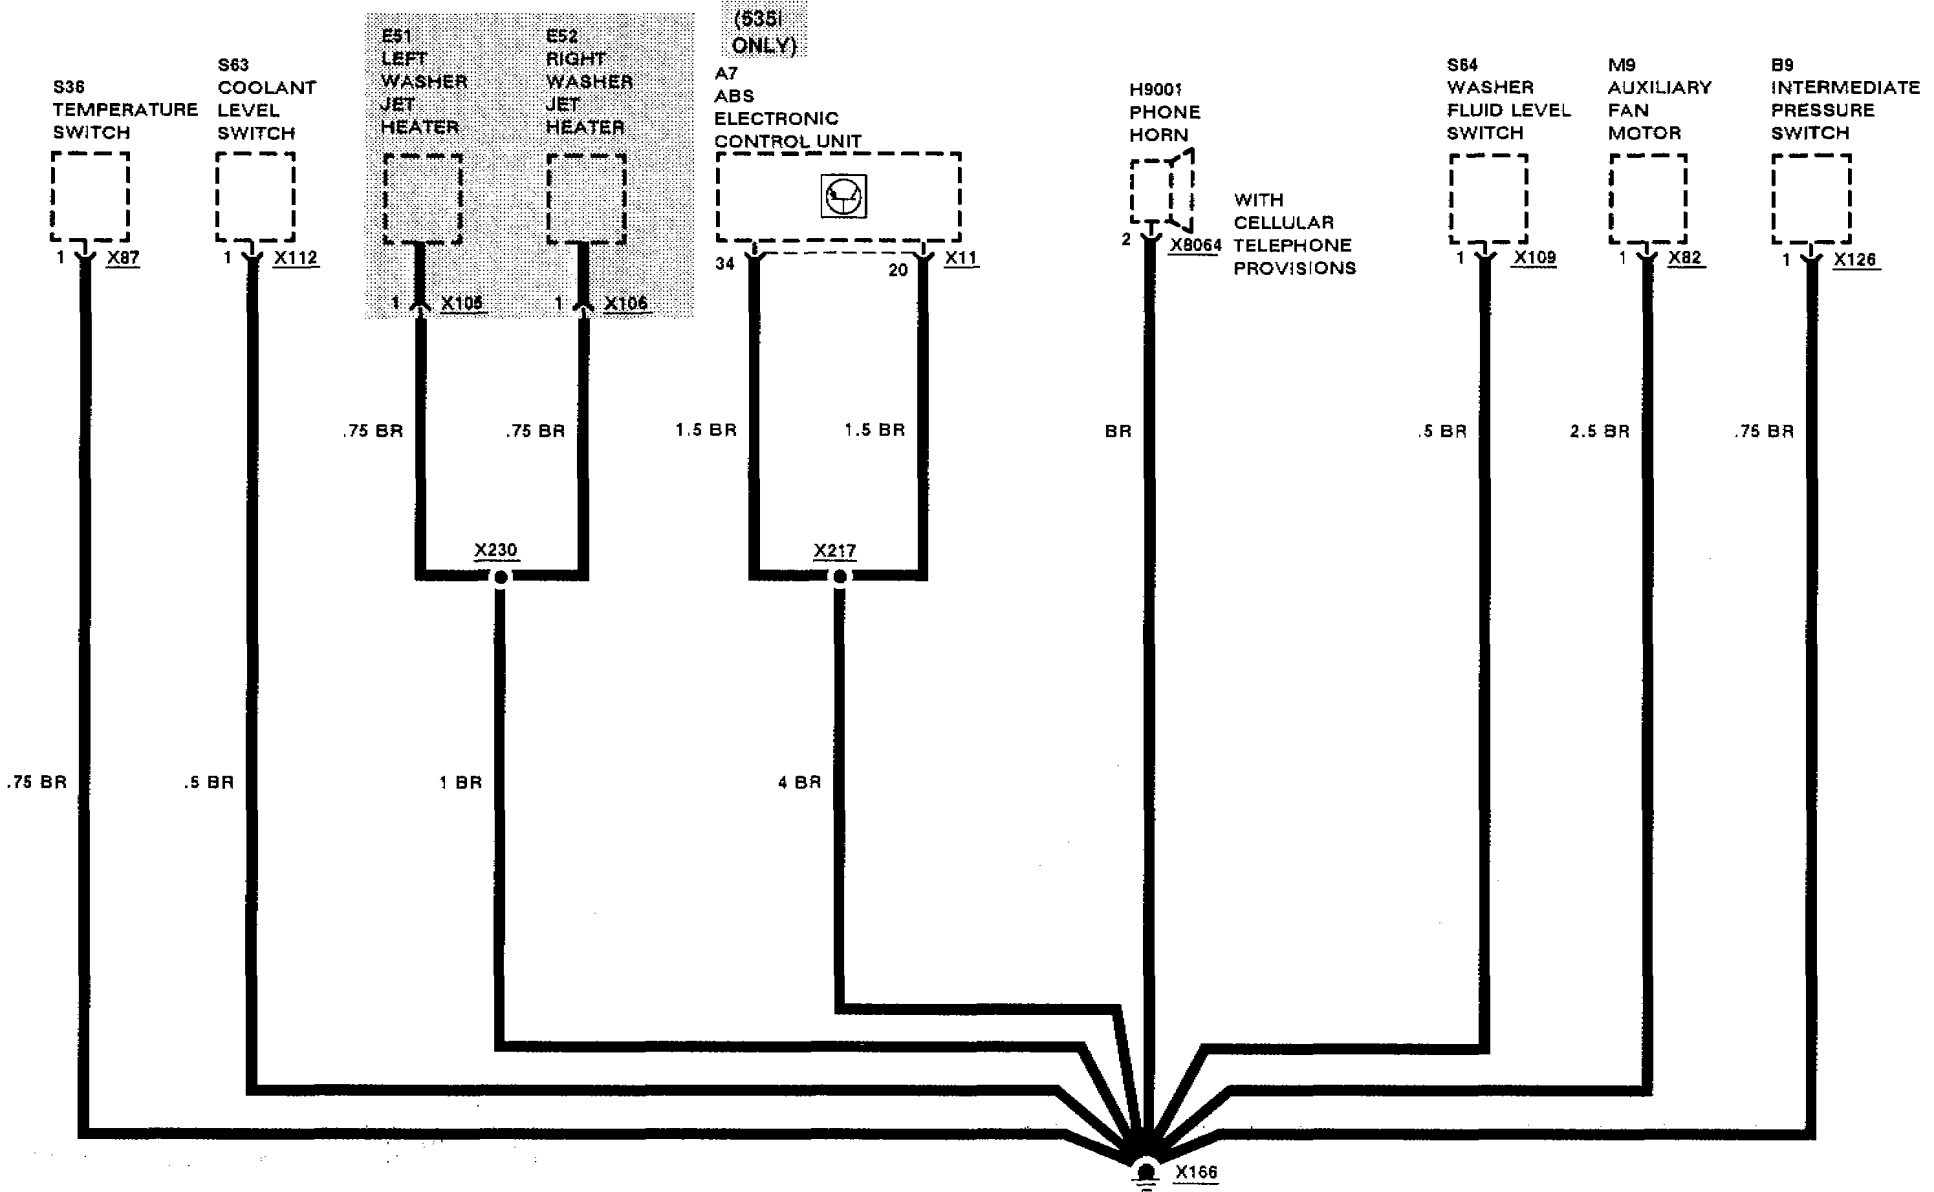 S36
TEMPERATURE
SWITCH
1 X87
S63
COOLANT
LEVEL
SWITCH
1 X112
E51
LEFT
WASHER
JET
HEATER
1 X105
E52
RIGHT
WASHER
JET
HEATER
1 X106
(535i
ONLY)
A7
ABS
ELECTRONIC
CONTROL UNIT
34
20 X11
H9001
PHONE
HORN
2 X8064
WITH
CELLULAR
TELEPHONE
PROVISIONS
S64
WASHER
FLUID LEVEL
SWITCH
1 X109
M9
AUXILIARY
FAN
MOTOR
1 X82
B9
INTERMEDIATE
PRESSURE
SWITCH
1 X126
.75 BR
.75 BR
1.5 BR
1.5 BR
BR
.5 BR
2.5 BR
.75 BR
X230
X217
.75 BR
.5 BR
1 BR
4 BR
X166